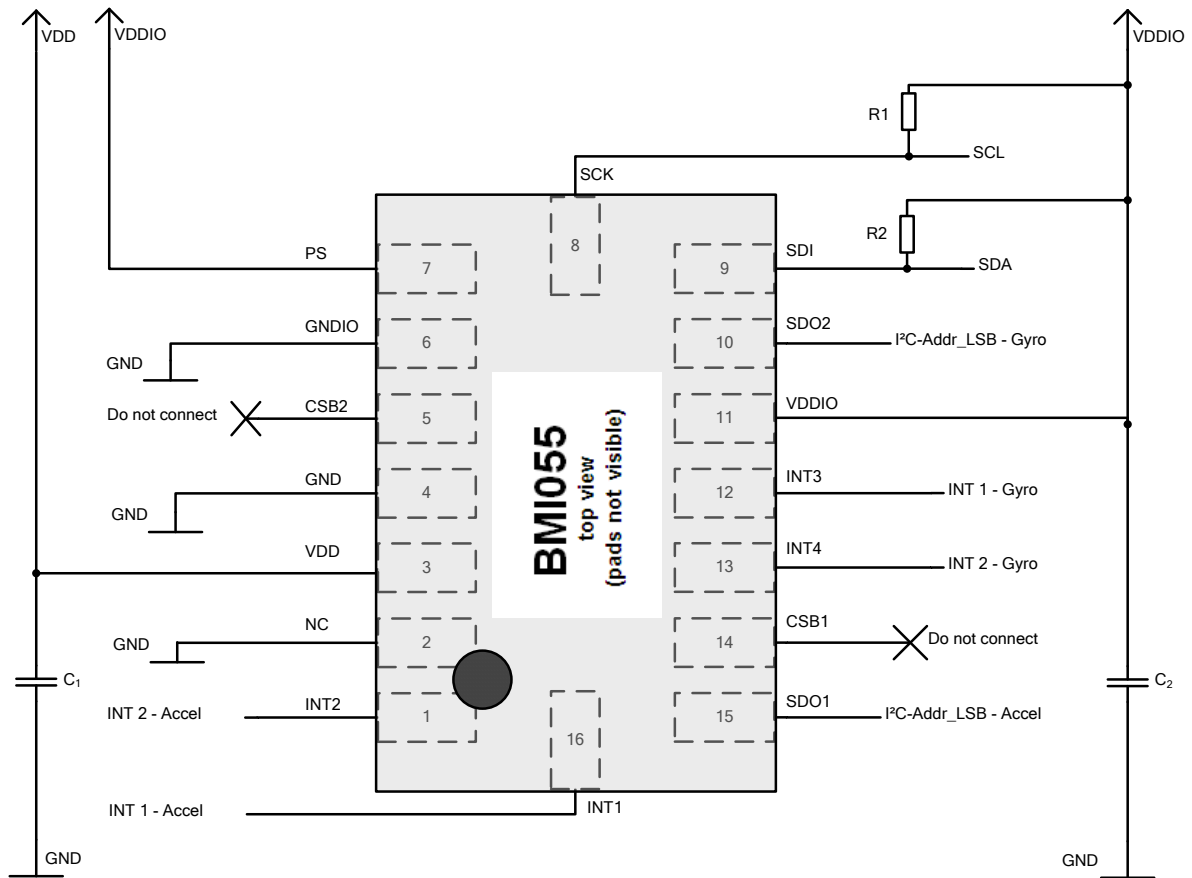 VDD
VDDIO
VDDIO
R1
SCL
SCK
R2
8
PS
7
9
SDI
SDA
GNDIO
6
10
SDO2
I²C-Addr_LSB - Gyro
GND
Do not connect
CSB2
5
11
VDDIO
BMI055
top view
(pads not visible)
GND
4
12
INT3
INT 1 - Gyro
GND
VDD
3
13
INT4
INT 2 - Gyro
NC
2
14
CSB1
Do not connect
GND
C₁
C₂
INT 2 - Accel
INT2
1
16
15
SDO1
I²C-Addr_LSB - Accel
INT 1 - Accel
INT1
GND
GND